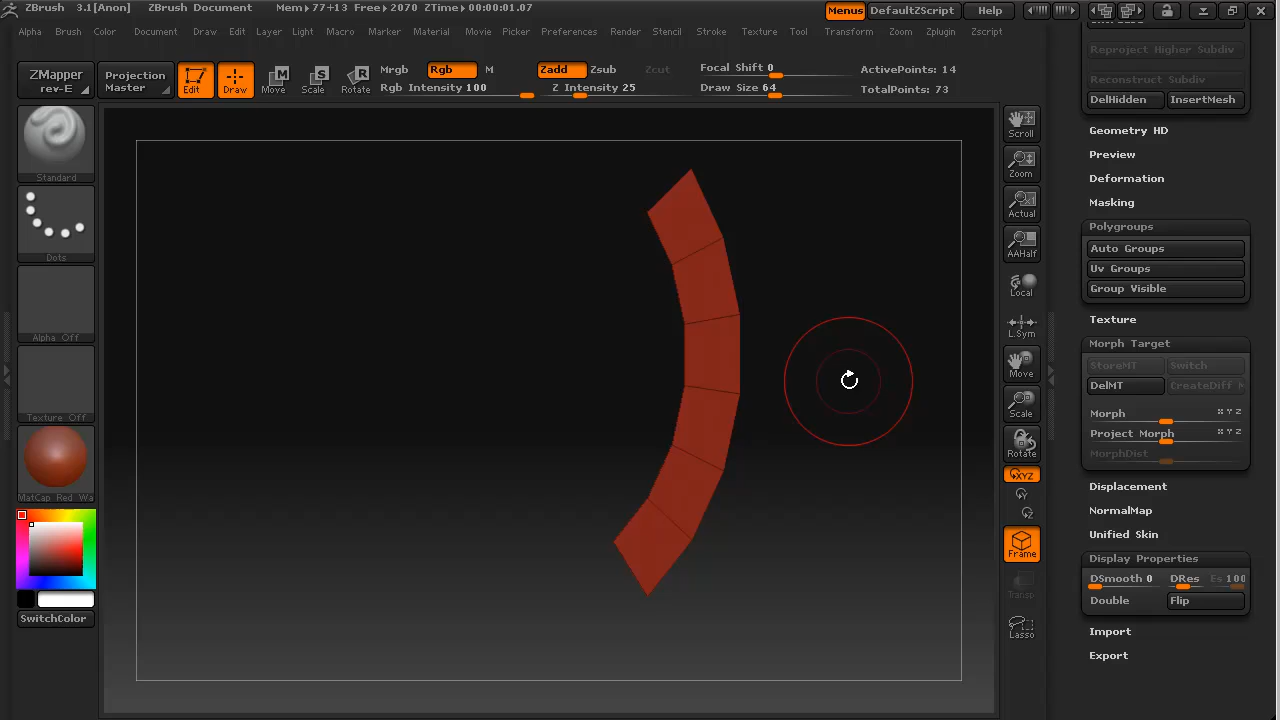 ZBrush 3.1[Anon] ZBrush Document Mem▶77+13 Free▶2070 ZTime▶00:00:01.07 Menus DefaultZScript Help
Alpha Brush Color Document Draw Edit Layer Light Macro Marker Material Movie Picker Preferences Render Stencil Stroke Texture Tool Transform Zoom Zplugin Zscript
ZMapper
rev-E
Projection
Master
Edit
Draw
Move
Scale
Rotate
Mrgb Rgb M
Rgb Intensity 100
Zadd Zsub Zcut
Z Intensity 25
Focal Shift 0
Draw Size 64
ActivePoints: 14
TotalPoints: 73
Standard
Dots
Alpha Off
Texture Off
MatCap Red Wa
SwitchColor
Scroll
Zoom
Actual
AAHalf
Local
L.Sym
Move
Scale
Rotate
XYZ
Y
Z
Frame
Transp
Lasso
Reproject Higher Subdiv
Reconstruct Subdiv
DelHidden InsertMesh
Geometry HD
Preview
Deformation
Masking
Polygroups
Auto Groups
Uv Groups
Group Visible
Texture
Morph Target
StoreMT Switch
DelMT CreateDiff M
Morph X Y Z
Project Morph X Y Z
MorphDist
Displacement
NormalMap
Unified Skin
Display Properties
DSmooth 0 DRes Es 100
Double Flip
Import
Export